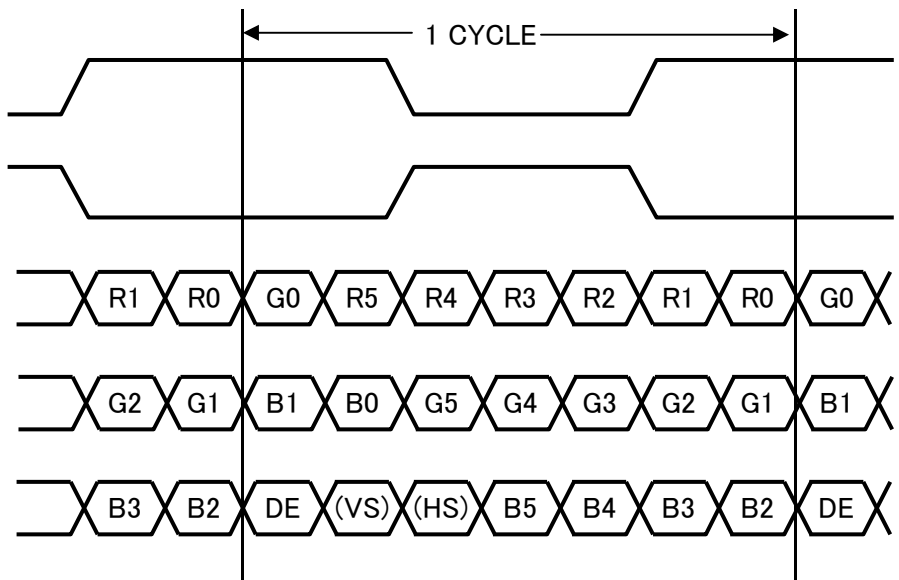 1 CYCLE
R1 R0 G0 R5 R4 R3 R2 R1 R0 G0
G2 G1 B1 B0 G5 G4 G3 G2 G1 B1
B3 B2 DE (VS) (HS) B5 B4 B3 B2 DE